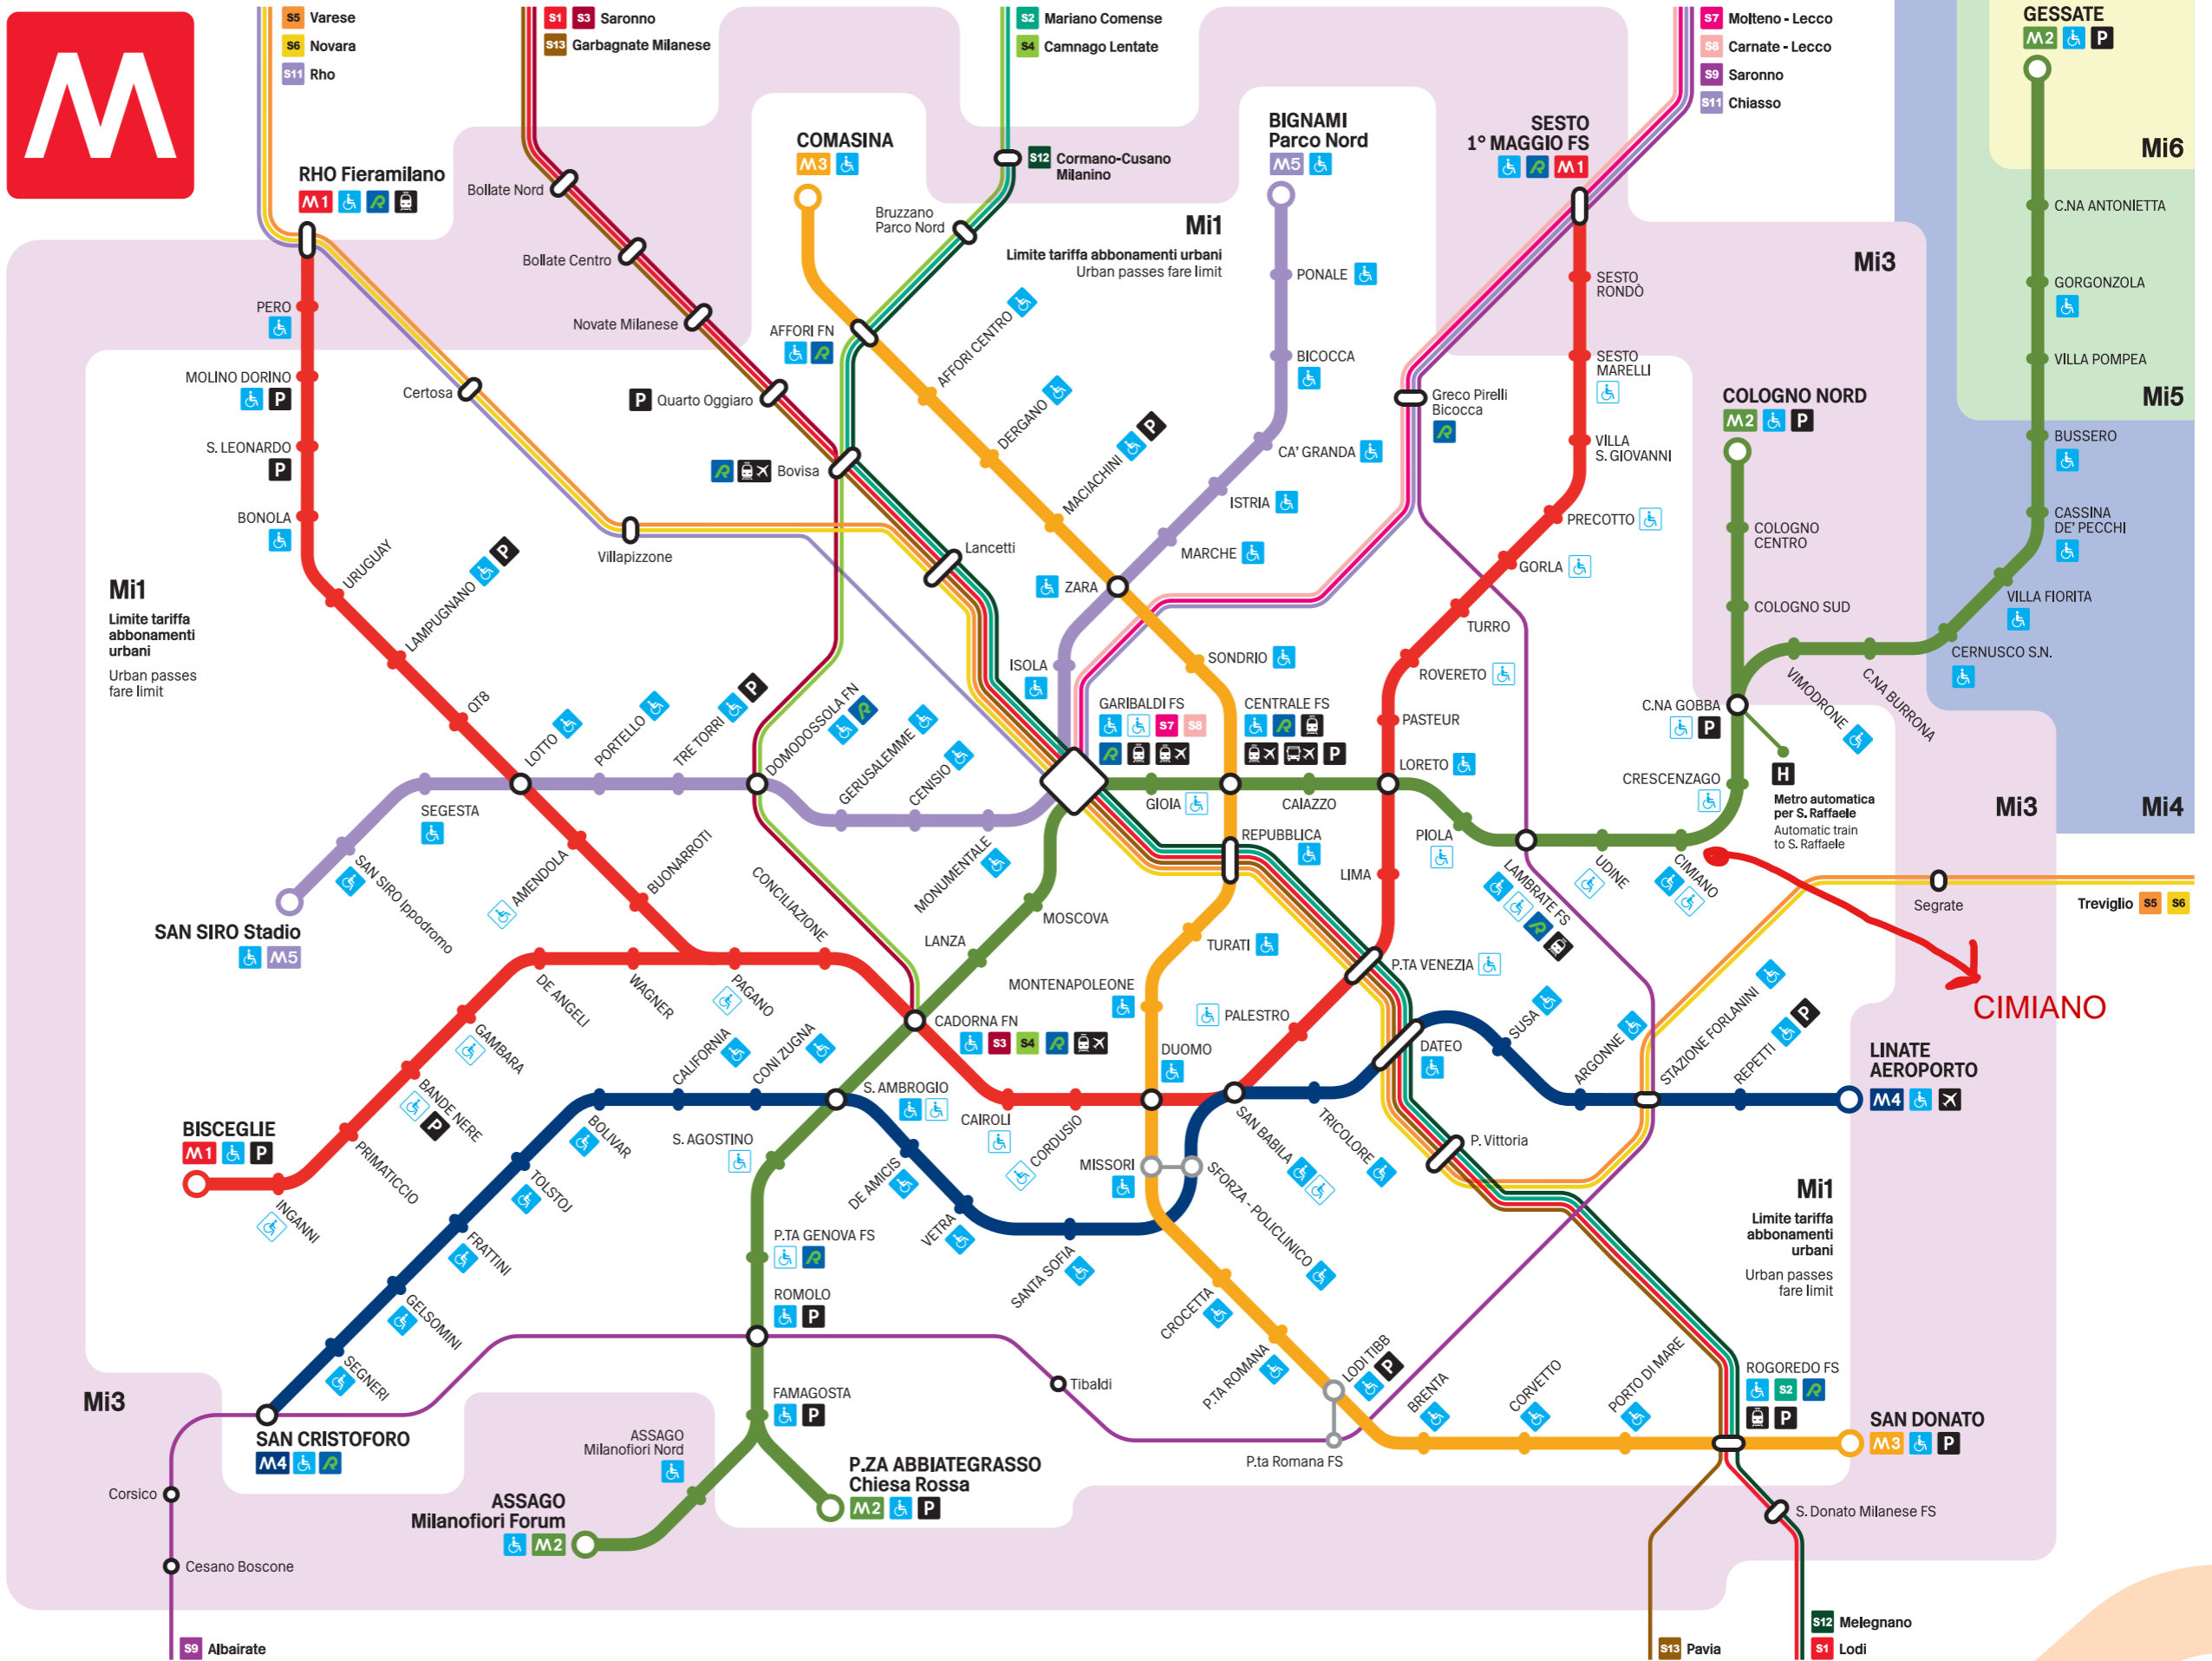 M
S5 Varese
S6 Novara
S11 Rho
S1 S3 Saronno
S13 Garbagnate Milanese
S2 Mariano Comense
S4 Camnago Lentate
S7 Molteno - Lecco
S8 Carnate - Lecco
S9 Saronno
S11 Chiasso
GESSATE
M2 P
Mi6
C.NA ANTONIETTA
GORGONZOLA
VILLA POMPEA
Mi5
BUSSERO
CASSINA
DE' PECCHI
VILLA FIORITA
CERNUSCO S.N.
C.NA BURRONA
VIMODRONE
Mi4
RHO Fieramilano
M1 R
PERO
MOLINO DORINO
P
S. LEONARDO
P
BONOLA
URUGUAY
LAMPUGNANO P
QT8
LOTTO
AMENDOLA
BUONARROTI
Bollate Nord
Bollate Centro
Novate Milanese
P Quarto Oggiaro
R Bovisa
Certosa
Villapizzone
Lancetti
COMASINA
M3
AFFORI FN
R
AFFORI CENTRO
DERGANO
MACIACHINI P
ZARA
SONDRIO
S12 Cormano-Cusano
Milanino
Bruzzano
Parco Nord
Mi1
Limite tariffa abbonamenti urbani
Urban passes fare limit
BIGNAMI
Parco Nord
M5
PONALE
BICOCCA
CA' GRANDA
ISTRIA
MARCHE
ISOLA
SESTO
1° MAGGIO FS
R M1
SESTO
RONDÒ
SESTO
MARELLI
VILLA
S. GIOVANNI
PRECOTTO
GORLA
TURRO
ROVERETO
PASTEUR
LORETO
LIMA
Greco Pirelli
Bicocca
R
Mi3
COLOGNO NORD
M2 P
COLOGNO
CENTRO
COLOGNO SUD
C.NA GOBBA
P
H
Metro automatica
per S. Raffaele
Automatic train
to S. Raffaele
CRESCENZAGO
Mi3
Mi1
Limite tariffa
abbonamenti
urbani
Urban passes
fare limit
SAN SIRO Stadio
M5
SAN SIRO Ippodromo
SEGESTA
PORTELLO
TRE TORRI P
DOMODOSSOLA FN R
GERUSALEMME
CENISIO
MONUMENTALE
GARIBALDI FS
S7 S8
R
CENTRALE FS
R
P
GIOIA
CAIAZZO
PIOLA
LAMBRATE FS
R
UDINE
CIMIANO
CIMIANO
Segrate
Treviglio S5 S6
REPUBBLICA
TURATI
MONTENAPOLEONE
MOSCOVA
LANZA
CONCILIAZIONE
PAGANO
WAGNER
DE ANGELI
GAMBARA
BANDE NERE
P
PRIMATICCIO
INGANNI
BISCEGLIE
M1 P
CADORNA FN
S3 S4 R
CAIROLI
CORDUSIO
DUOMO
PALESTRO
P.TA VENEZIA
SAN BABILA
TRICOLORE
DATEO
SUSA
ARGONNE
STAZIONE FORLANINI
REPETTI P
LINATE
AEROPORTO
M4
P. Vittoria
CALIFORNIA
CONI ZUGNA
BOLIVAR
TOLSTOJ
FRATTINI
GELSOMINI
SEGNERI
SAN CRISTOFORO
M4 R
S. AMBROGIO
S. AGOSTINO
DE AMICIS
VETRA
SANTA SOFIA
SFORZA - POLICLINICO
MISSORI
P.TA GENOVA FS
R
ROMOLO
P
FAMAGOSTA
P
ASSAGO
Milanofiori Nord
ASSAGO
Milanofiori Forum
M2
P.ZA ABBIATEGRASSO
Chiesa Rossa
M2 P
CROCETTA
P.TA ROMANA
LODI TIBB P
Tibaldi
P.ta Romana FS
BRENTA
CORVETTO
PORTO DI MARE
ROGOREDO FS
S2 R
P
SAN DONATO
M3 P
Mi1
Limite tariffa
abbonamenti
urbani
Urban passes
fare limit
S. Donato Milanese FS
Mi3
Corsico
Cesano Boscone
S9 Albairate
S13 Pavia
S12 Melegnano
S1 Lodi